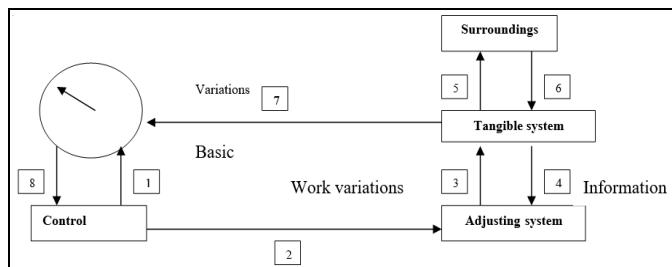 Surroundings
Variations
7
5
6
Tangible system
Basic
8
1
Work variations
3
4
Information
Control
Adjusting system
2